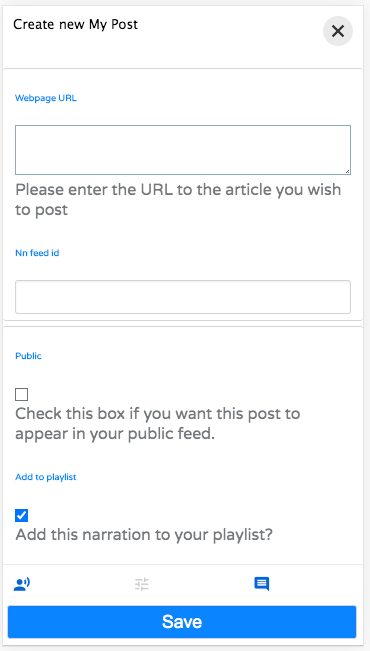 Create new My Post
Webpage URL
Please enter the URL to the article you wish
to post
Nn feed id
Public
Check this box if you want this post to
appear in your public feed.
Add to playlist
Add this narration to your playlist?
Save